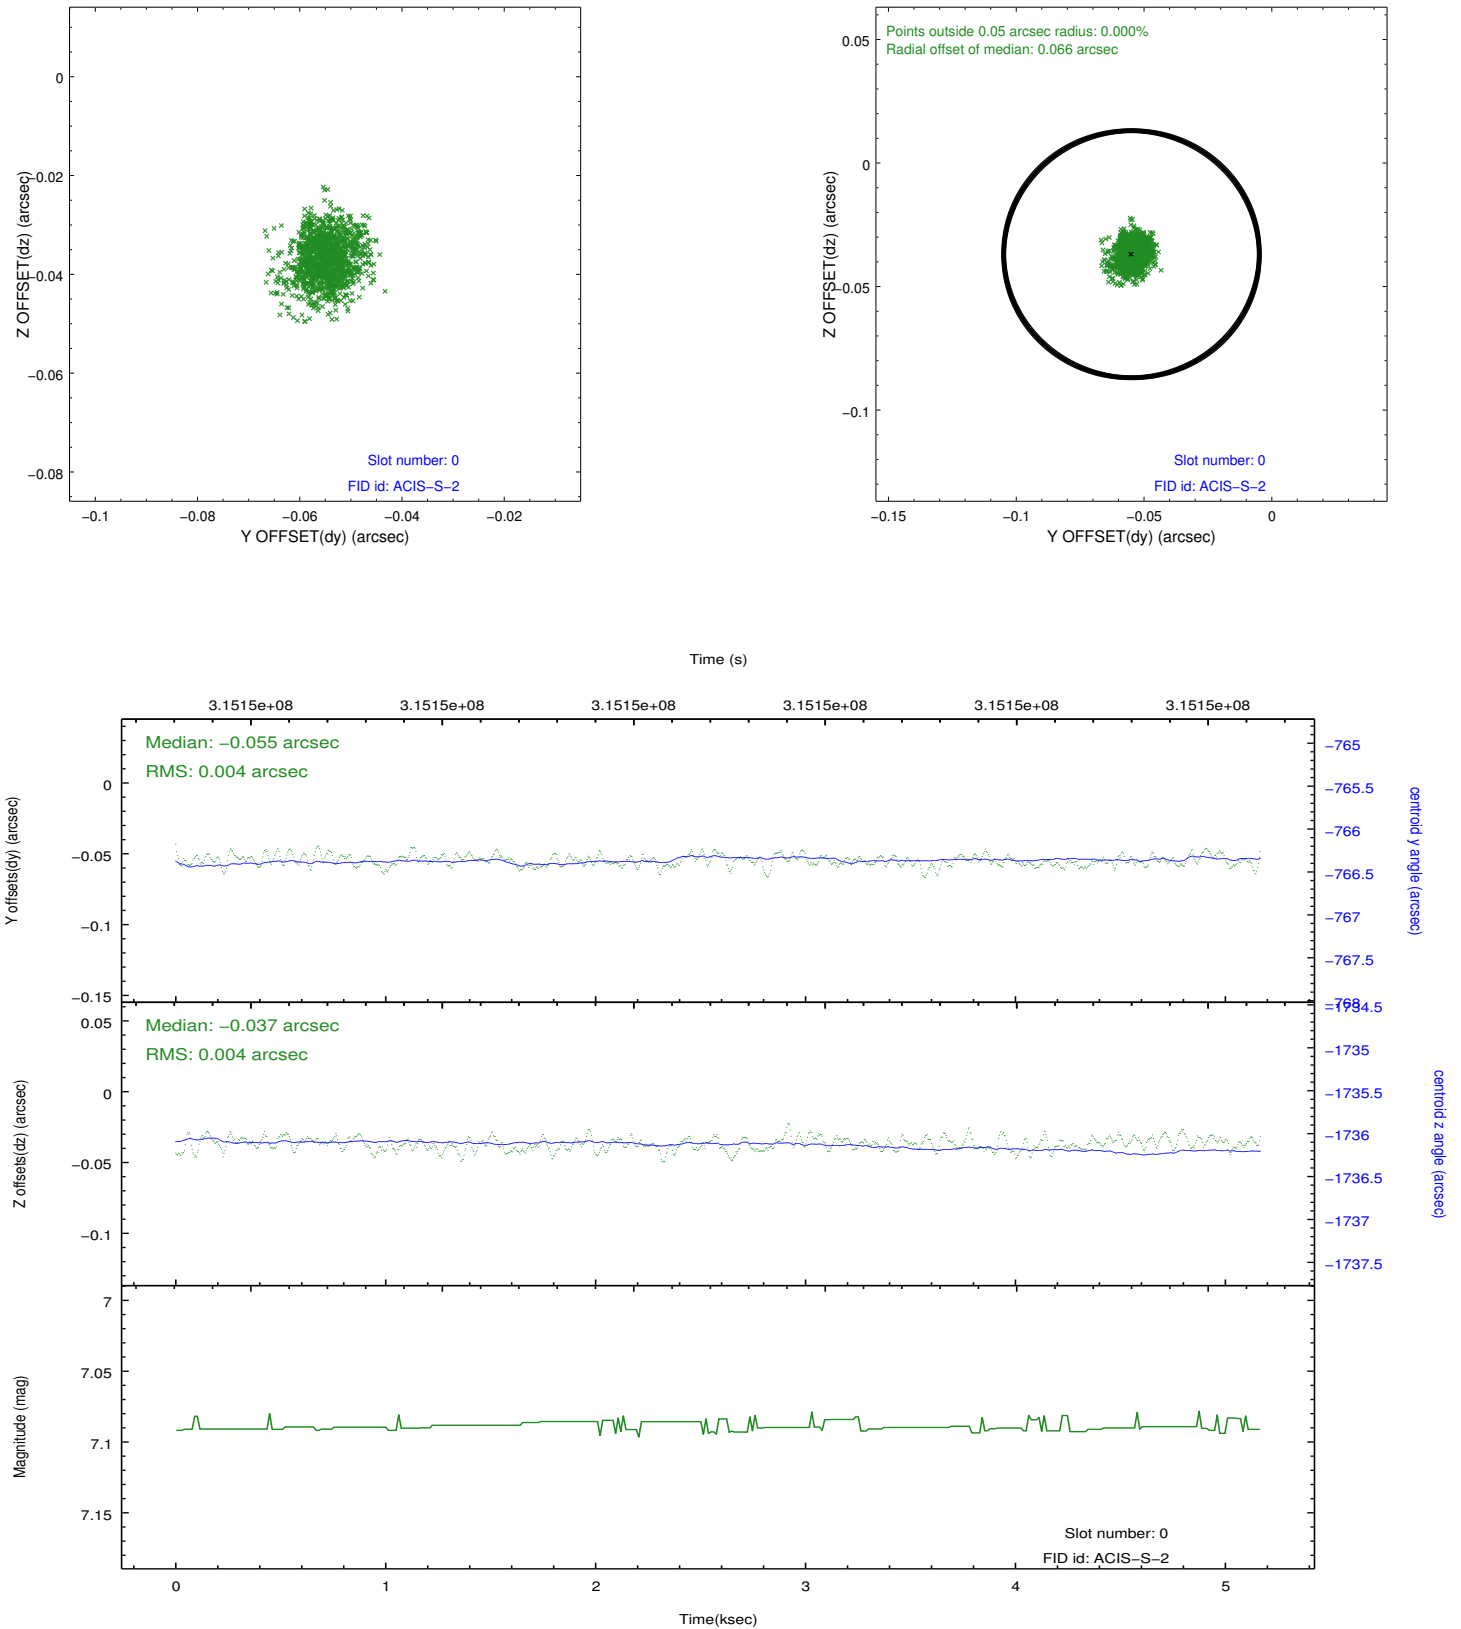 0
−0.02
−0.04
−0.06
−0.08
Z OFFSET(dz) (arcsec)
Slot number: 0
FID id: ACIS−S−2
−0.1
−0.08
−0.06
−0.04
−0.02
Y OFFSET(dy) (arcsec)
Points outside 0.05 arcsec radius: 0.000%
Radial offset of median: 0.066 arcsec
0.05
0
−0.05
−0.1
Z OFFSET(dz) (arcsec)
Slot number: 0
FID id: ACIS−S−2
−0.15
−0.1
−0.05
0
Y OFFSET(dy) (arcsec)
Time (s)
3.1515e+08
3.1515e+08
3.1515e+08
3.1515e+08
3.1515e+08
3.1515e+08
Median: −0.055 arcsec
RMS: 0.004 arcsec
0
−0.05
−0.1
−0.15
Y offsets(dy) (arcsec)
−765
−765.5
−766
−766.5
−767
−767.5
−768
centroid y angle (arcsec)
Median: −0.037 arcsec
RMS: 0.004 arcsec
0.05
0
−0.05
−0.1
Z offsets(dz) (arcsec)
−1734.5
−1735
−1735.5
−1736
−1736.5
−1737
−1737.5
centroid z angle (arcsec)
7
7.05
7.1
7.15
Magnitude (mag)
Slot number: 0
FID id: ACIS−S−2
0
1
2
3
4
5
Time(ksec)